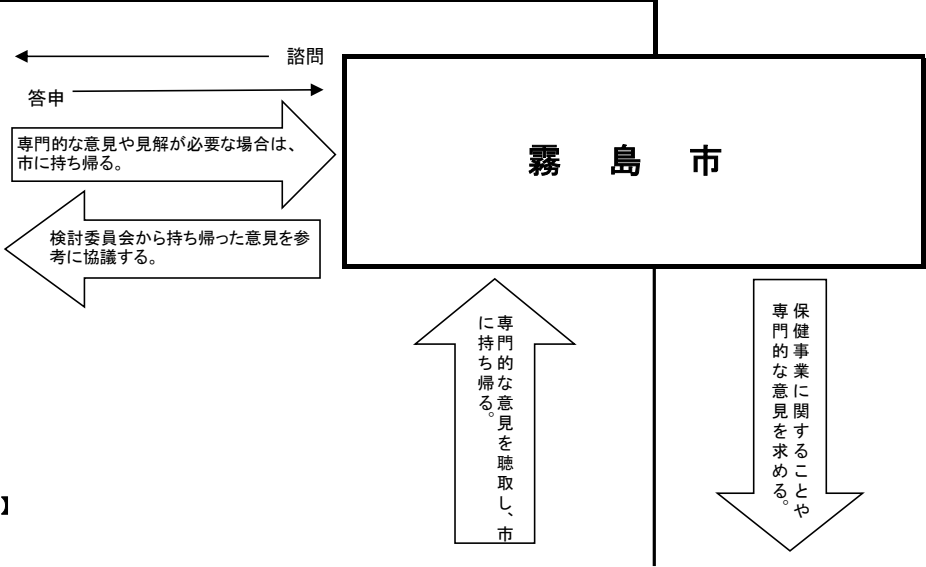 諮問
答申
専門的な意見や見解が必要な場合は、
市に持ち帰る。
霧島市
検討委員会から持ち帰った意見を参
考に協議する。
専門的な意見を聴取し、市
に持ち帰る。
保健事業に関することや
専門的な意見を求める。
】